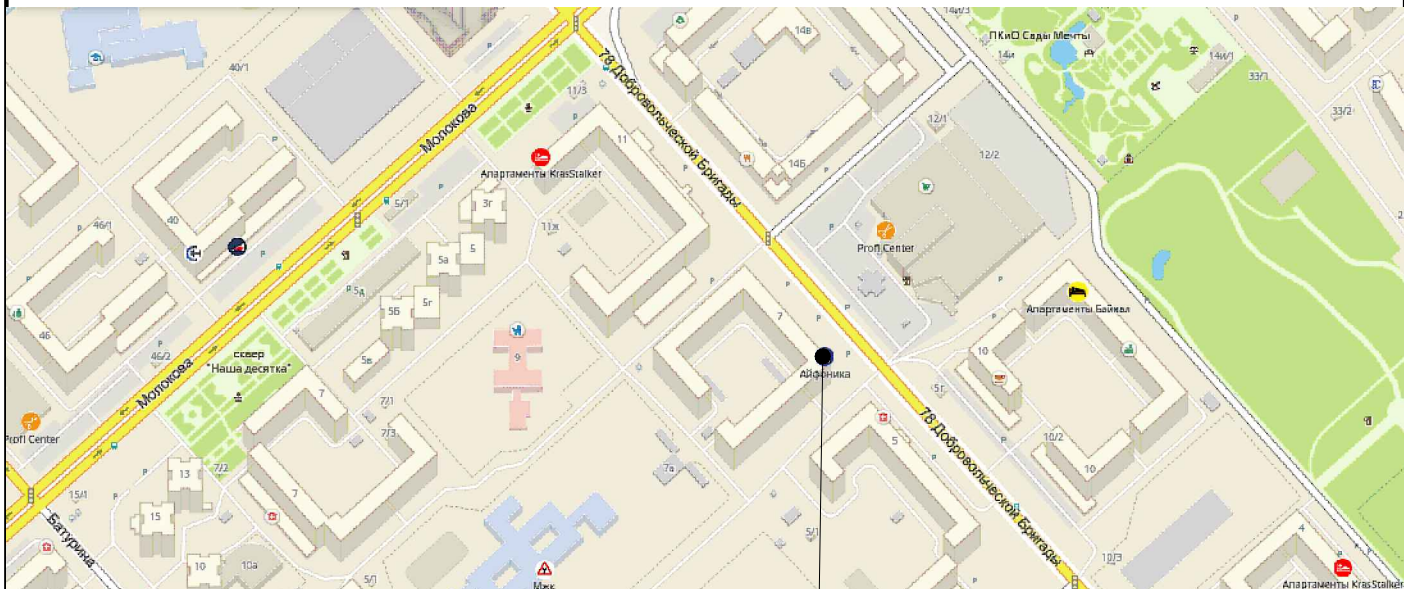 14и/3
ПКиО Сады Мечты
14и
14и/1
33/1
33/2
14в
40/1
78 Добровольческой Бригады
11/3
Молокова
11
12/1
12/2
14Б
Апартаменты KrasStalker
3г
5/1
40
46/1
11ж
5
5а
Profi Center
5д
5г
5Б
Апартаменты Байкал
7
46
46/2
сквер
"Наша десятка"
9
5в
10
Айфоника
Молокова
7
7/1
5г
78 Добровольческой Бригады
Profi Center
7/3
5
10/2
7/2
13
7а
10
15/1
7
15
4
Батурина
5/1
10/3
10
10а
5/1
Мжк
Апартаменты KrasStalker